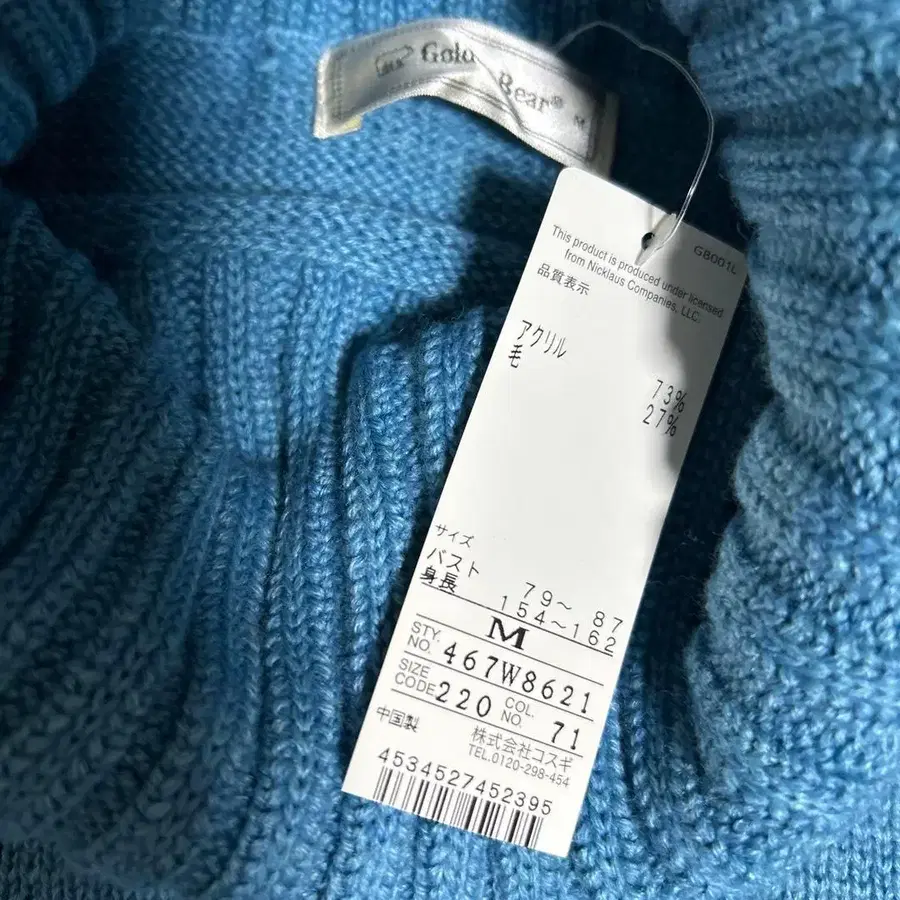 Golden Bear®
M
G8001L
This product is produced under licensed
from Nicklaus Companies, LLC.
品質表示
アクリル 73%
毛 27%
サイズ
バスト 79～ 87
身長 154～162
M
STY. NO. 467W8621
SIZE CODE 220 COL. NO. 71
中国製
株式会社コスギ
TEL.0120-298-454
4534527452395